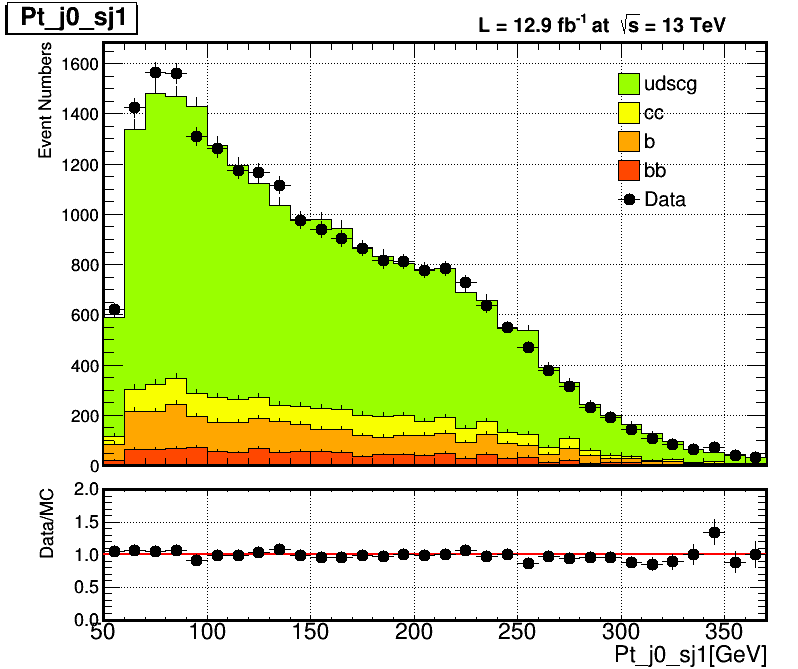 Pt_j0_sj1
L = 12.9 fb-1 at √s = 13 TeV
Event Numbers
1600
1400
1200
1000
800
600
400
200
0
udscg
cc
b
bb
Data
Data/MC
2.0
1.5
1.0
0.5
0.0
50 100 150 200 250 300 350
Pt_j0_sj1[GeV]